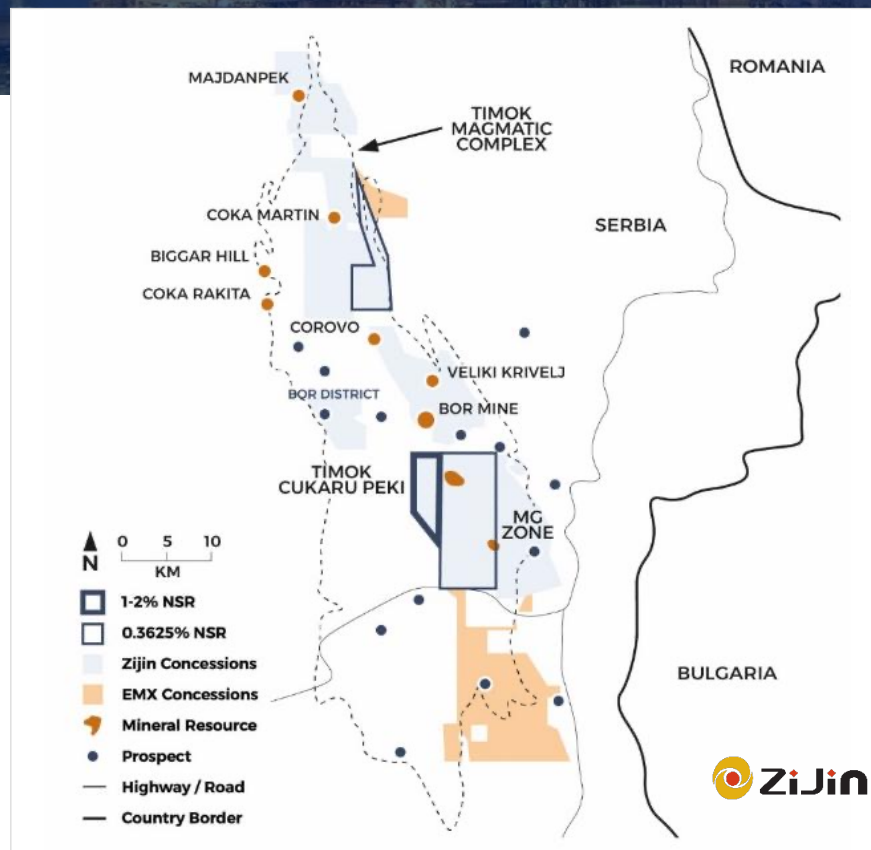 MAJDANPEK
ROMANIA
TIMOK
MAGMATIC
COMPLEX
COKA MARTIN
SERBIA
BIGGAR HILL
COKA RAKITA
COROVO
VELIKI KRIVELJ
BOR DISTRICT
BOR MINE
TIMOK
CUKARU PEKI
MG
ZONE
N
0 5 10
KM
1-2% NSR
0.3625% NSR
Zijin Concessions
EMX Concessions
Mineral Resource
Prospect
Highway / Road
Country Border
BULGARIA
ZiJin